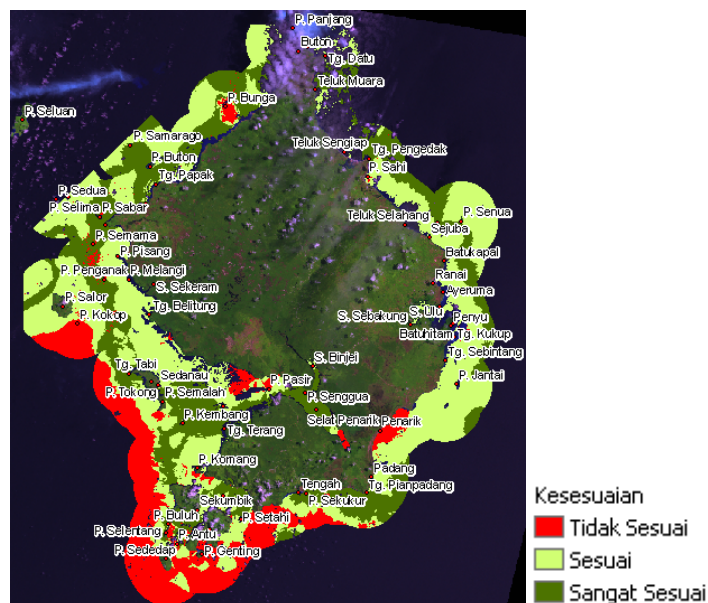 P. Panjang
Buton
Tg. Datu
Teluk Muara
P. Bunga
P. Seluan
P. Samarago
Teluk Sengiap
Tg. Pengedak
P. Buton
P. Sahi
Tg. Papak
P. Sedua
P. Selima
P. Sabar
Teluk Selahang
P. Senua
Sejuba
P. Semama
P. Pisang
Batukapal
P. Penganak
P. Melangi
Ranai
S. Sekeram
Ayeruma
P. Salor
Tg. Belitung
P. Kokop
S. Sebakung
S. Ulu
Penyu
Batuhitam
Tg. Kukup
Tg. Sebintang
S. Binjei
Tg. Tabi
Sedanau
P. Pasir
P. Jantai
P. Tokong
P. Semalah
P. Senggua
P. Kembang
Selat Penarik
Penarik
Tg. Terang
P. Komang
Padang
Tengah
Tg. Planpadang
Sekumbik
P. Sekukur
P. Buluh
P. Setahi
P. Selentang
P. Antu
P. Sededap
P. Genting
Kesesuaian
Tidak Sesuai
Sesuai
Sangat Sesuai